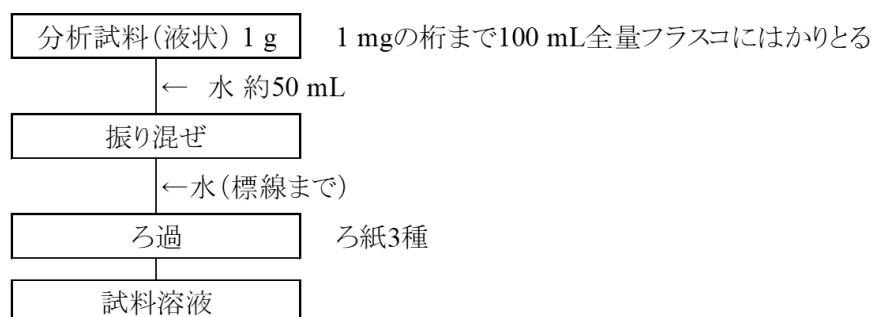 分析試料(液状) 1 g 1 mgの桁まで100 mL全量フラスコにはかりとる
← 水 約50 mL
振り混ぜ
←水(標線まで)
ろ過 ろ紙3種
試料溶液